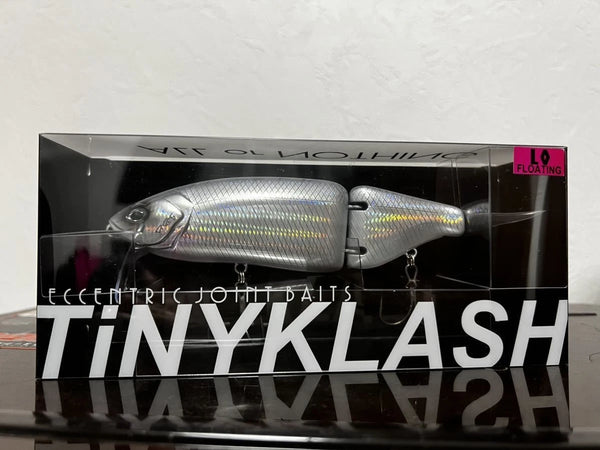 ALL OR NOTHING
LO
FLOATING
ECCENTRIC JOINT BAITS
TiNYKLASH